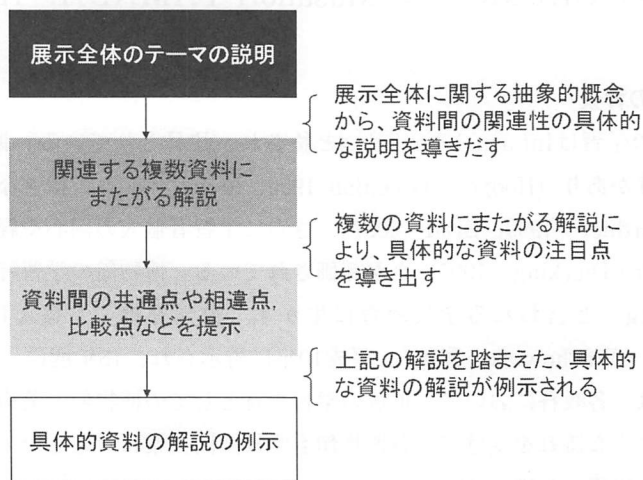 展示全体のテーマの説明
展示全体に関する抽象的概念
から、資料間の関連性の具体的
な説明を導きだす
関連する複数資料に
またがる解説
複数の資料にまたがる解説に
より、具体的な資料の注目点
を導き出す
資料間の共通点や相違点,
比較点などを提示
上記の解説を踏まえた、具体的
な資料の解説が例示される
具体的資料の解説の例示